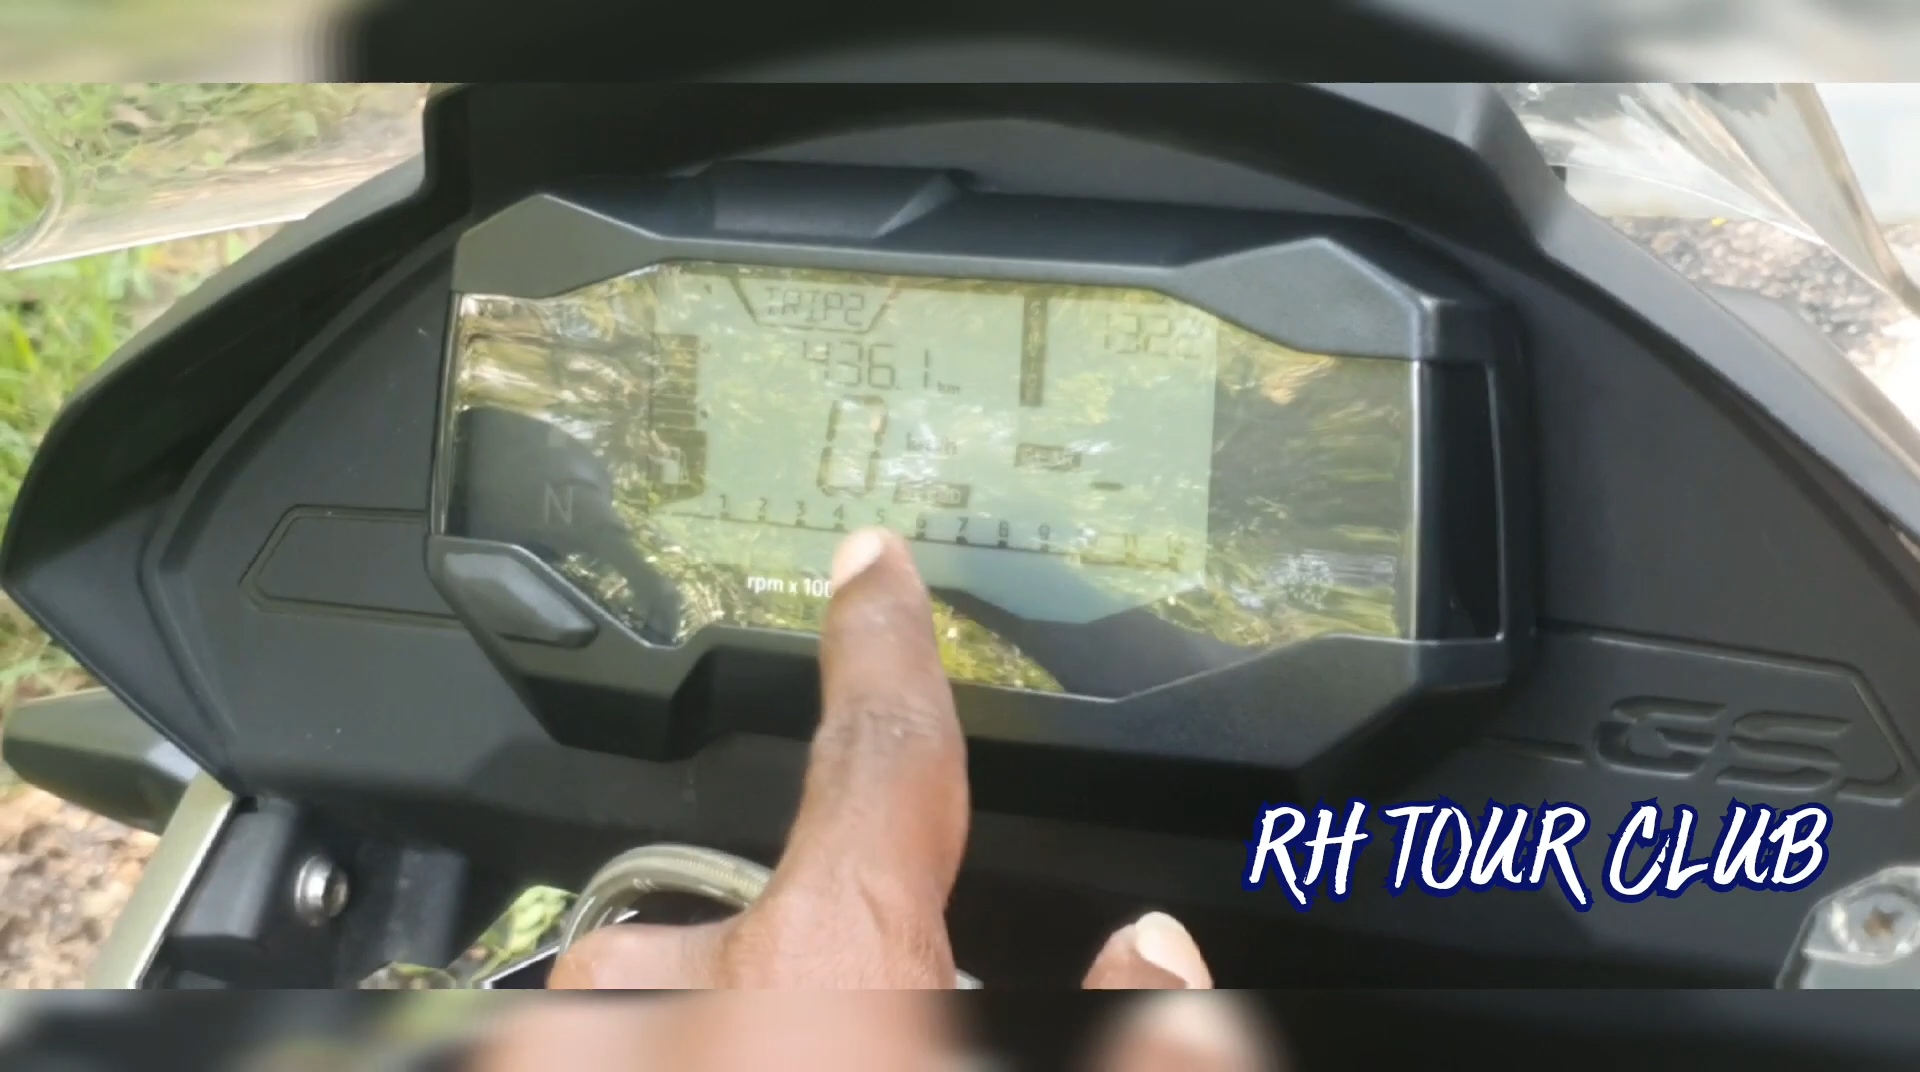 TRIP2
436.1 km
0 km/h
N
1 2 3 4 5 6 7 8 9
rpm x 100
GS
RH TOUR CLUB